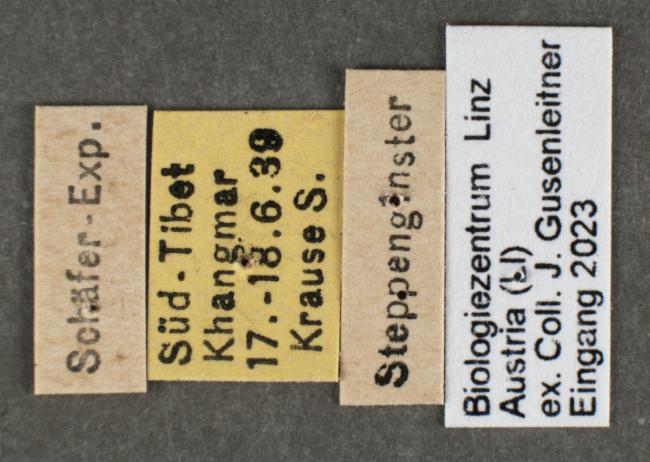 Schäfer-Exp.
Süd-Tibet
Khangmar
17.-18.6.39
Krause S.
Steppenginster
Biologiezentrum Linz
Austria (LI)
ex. Coll. J. Gusenleitner
Eingang 2023